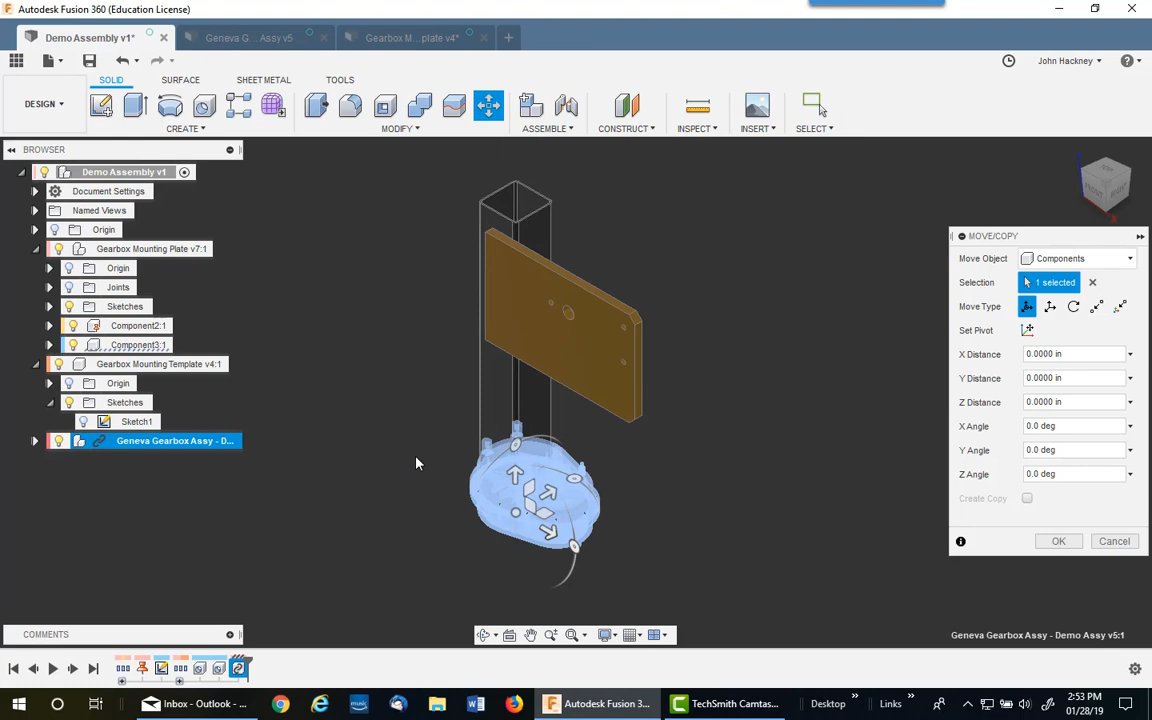 Autodesk Fusion 360 (Education License)
Demo Assembly v1*
Geneva G... Assy v5
Gearbox M...plate v4*
John Hackney
SOLID
SURFACE
SHEET METAL
TOOLS
DESIGN
CREATE
MODIFY
ASSEMBLE
CONSTRUCT
INSPECT
INSERT
SELECT
BROWSER
Demo Assembly v1
Document Settings
Named Views
Origin
Gearbox Mounting Plate v7:1
Origin
Joints
Sketches
Component2:1
Component3:1
Gearbox Mounting Template v4:1
Origin
Sketches
Sketch1
Geneva Gearbox Assy - D...
TOP
FRONT
RIGHT
MOVE/COPY
Move Object Components
Selection 1 selected
Move Type
Set Pivot
X Distance 0.0000 in
Y Distance 0.0000 in
Z Distance 0.0000 in
X Angle 0.0 deg
Y Angle 0.0 deg
Z Angle 0.0 deg
Create Copy
OK Cancel
COMMENTS
Geneva Gearbox Assy - Demo Assy v5:1
Inbox - Outlook - ...
Autodesk Fusion 3...
TechSmith Camtas...
Desktop
Links
2:53 PM
01/28/19